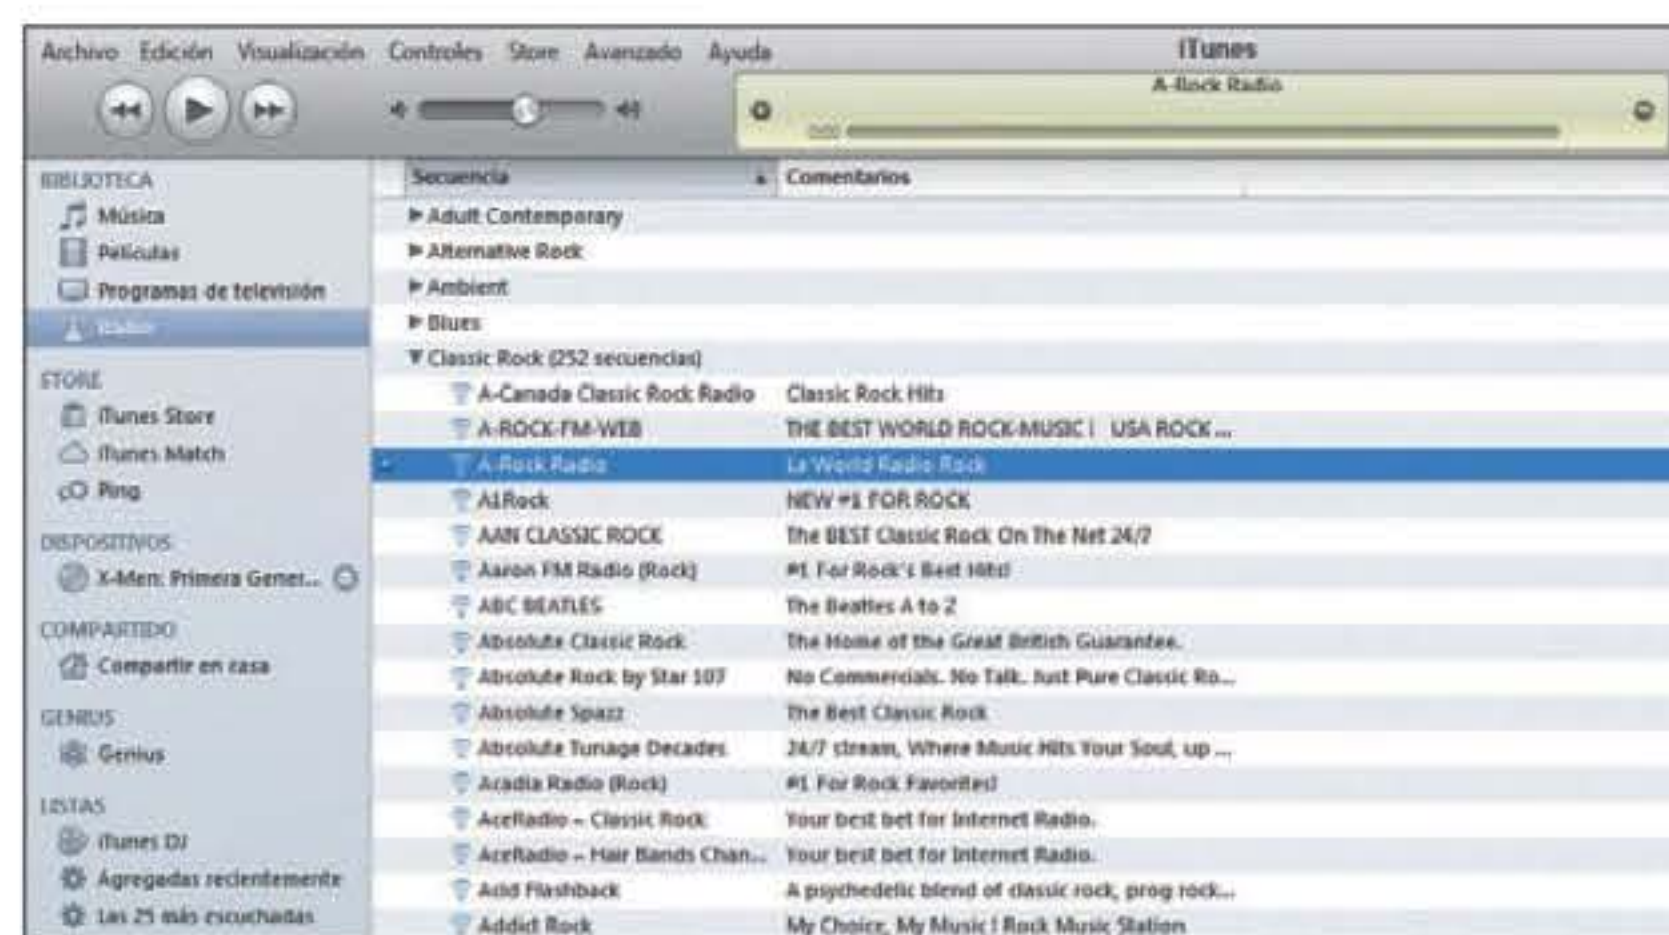 Archivo Edición Visualización Controles Store Avanzado Ayuda
iTunes
A-Rock Radio
BIBLIOTECA
Música
Películas
Programas de televisión
Radio
STORE
iTunes Store
iTunes Match
Ping
DISPOSITIVOS
X-Men: Primera Gener...
COMPARTIDO
Compartir en casa
GENIUS
Genius
LISTAS
iTunes DJ
Agregadas recientemente
Las 25 más escuchadas
Secuencia Comentarios
Adult Contemporary
Alternative Rock
Ambient
Blues
Classic Rock (252 secuencias)
A-Canada Classic Rock Radio Classic Rock Hits
A-ROCK-FM-WEB THE BEST WORLD ROCK-MUSIC ! USA ROCK ...
A-Rock Radio La World Radio Rock
A1Rock NEW #1 FOR ROCK
AAN CLASSIC ROCK The BEST Classic Rock On The Net 24/7
Aaron FM Radio (Rock) #1 For Rock's Best Hits!
ABC BEATLES The Beatles A to Z
Absolute Classic Rock The Home of the Great British Guarantee.
Absolute Rock by Star 107 No Commercials. No Talk. Just Pure Classic Ro...
Absolute Spazz The Best Classic Rock
Absolute Tunage Decades 24/7 stream, Where Music Hits Your Soul, up ...
Acadia Radio (Rock) #1 For Rock Favorites!
AceRadio – Classic Rock Your best bet for Internet Radio.
AceRadio – Hair Bands Chan... Your best bet for Internet Radio.
Acid Flashback A psychedelic blend of classic rock, prog rock...
Addict Rock My Choice, My Music ! Rock Music Station